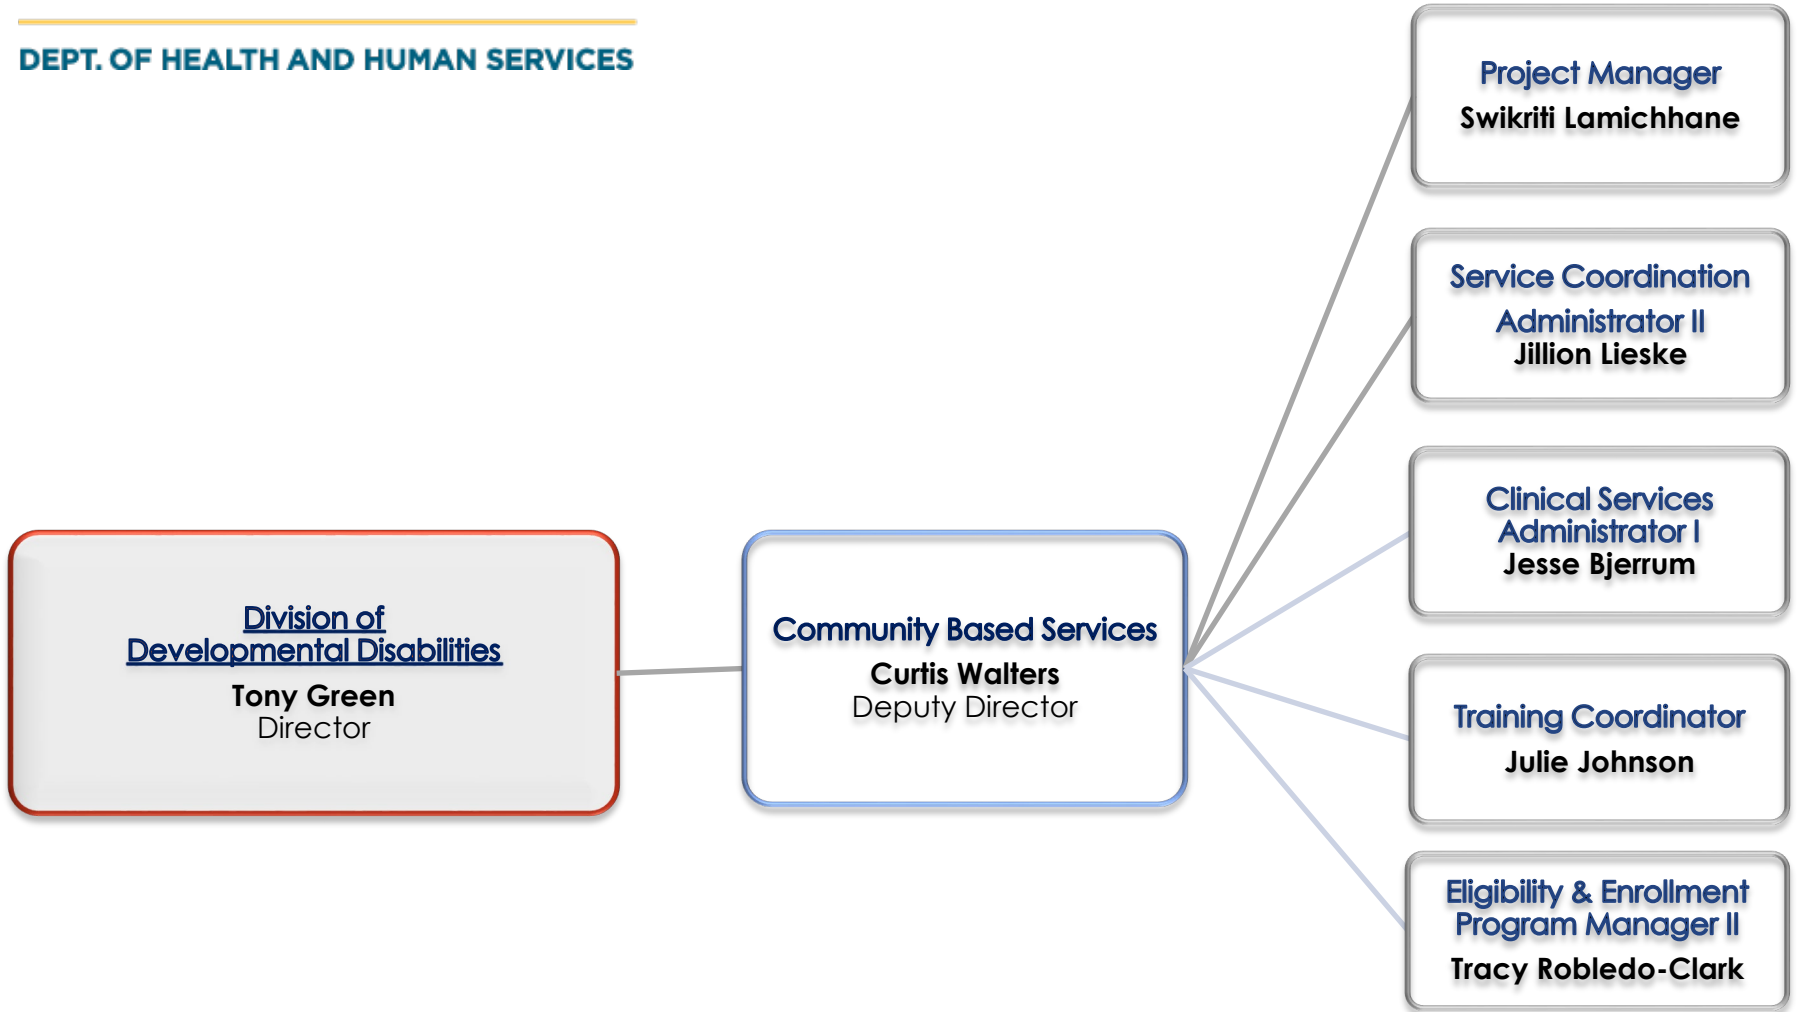 DEPT. OF HEALTH AND HUMAN SERVICES
Division of
Developmental Disabilities
Tony Green
Director
Community Based Services
Curtis Walters
Deputy Director
Project Manager
Swikriti Lamichhane
Service Coordination
Administrator II
Jillion Lieske
Clinical Services
Administrator I
Jesse Bjerrum
Training Coordinator
Julie Johnson
Eligibility & Enrollment
Program Manager II
Tracy Robledo-Clark